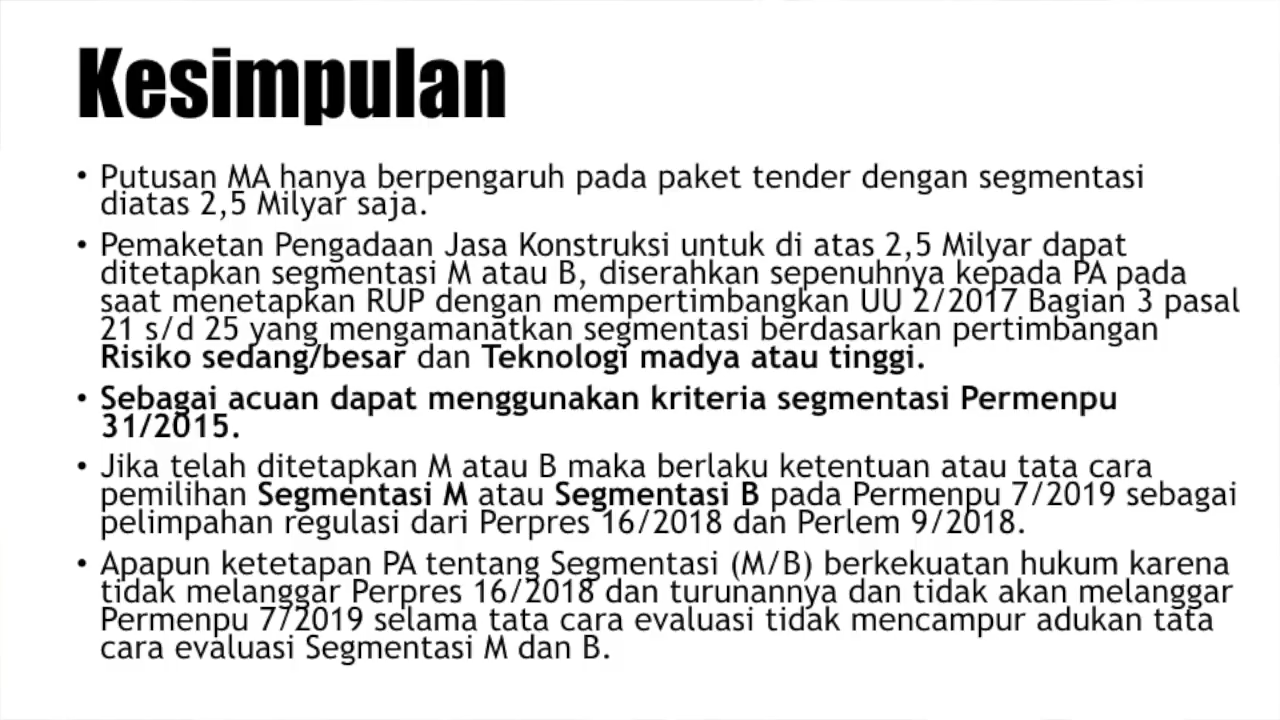 Kesimpulan
• Putusan MA hanya berpengaruh pada paket tender dengan segmentasi
diatas 2,5 Milyar saja.
• Pemaketan Pengadaan Jasa Konstruksi untuk di atas 2,5 Milyar dapat
ditetapkan segmentasi M atau B, diserahkan sepenuhnya kepada PA pada
saat menetapkan RUP dengan mempertimbangkan UU 2/2017 Bagian 3 pasal
21 s/d 25 yang mengamanatkan segmentasi berdasarkan pertimbangan
Risiko sedang/besar dan Teknologi madya atau tinggi.
• Sebagai acuan dapat menggunakan kriteria segmentasi Permenpu
31/2015.
• Jika telah ditetapkan M atau B maka berlaku ketentuan atau tata cara
pemilihan Segmentasi M atau Segmentasi B pada Permenpu 7/2019 sebagai
pelimpahan regulasi dari Perpres 16/2018 dan Perlem 9/2018.
• Apapun ketetapan PA tentang Segmentasi (M/B) berkekuatan hukum karena
tidak melanggar Perpres 16/2018 dan turunannya dan tidak akan melanggar
Permenpu 7/2019 selama tata cara evaluasi tidak mencampur adukan tata
cara evaluasi Segmentasi M dan B.